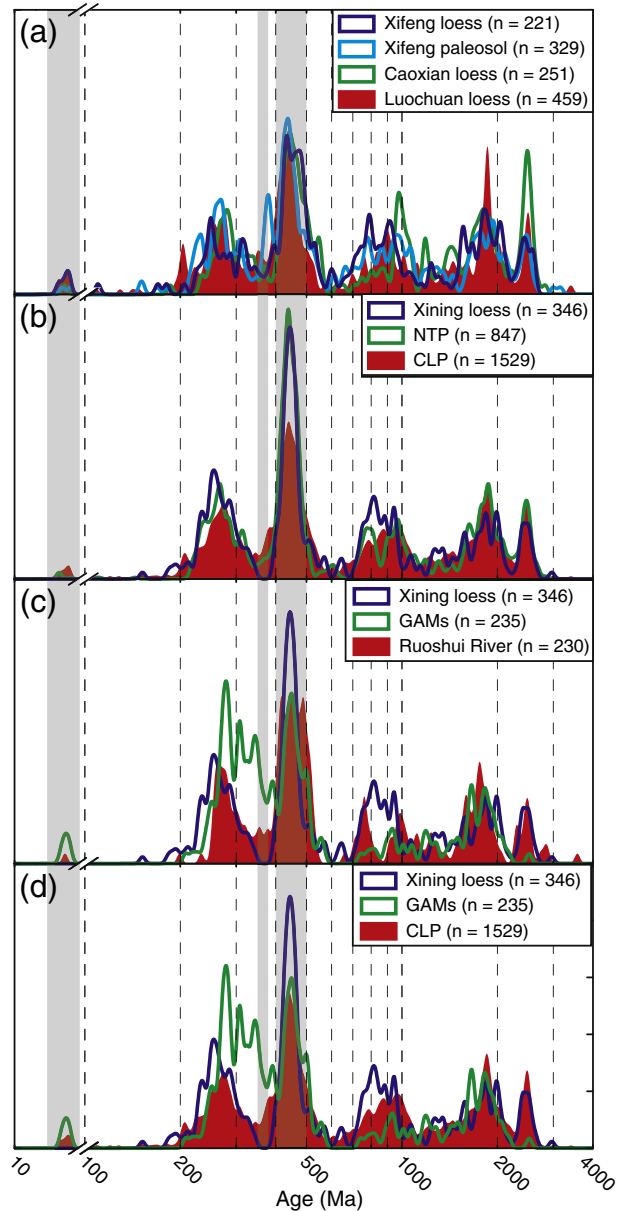 (a)
Xifeng loess (n = 221)
Xifeng paleosol (n = 329)
Caoxian loess (n = 251)
Luochuan loess (n = 459)
(b)
Xining loess (n = 346)
NTP (n = 847)
CLP (n = 1529)
(c)
Xining loess (n = 346)
GAMs (n = 235)
Ruoshui River (n = 230)
(d)
Xining loess (n = 346)
GAMs (n = 235)
CLP (n = 1529)
10 100 200 500 1000 2000 4000
Age (Ma)